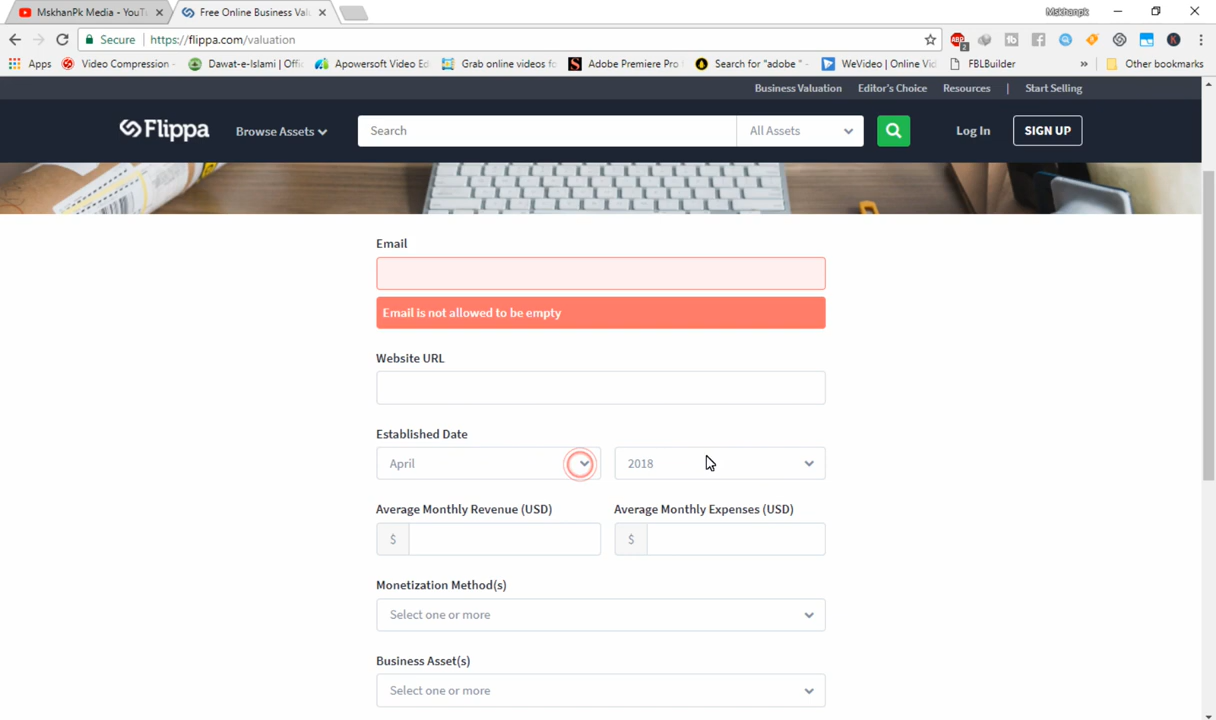 MskhanPk Media - YouTu
Free Online Business Valu
Mskhanpk
Secure
https://flippa.com/valuation
Apps
Video Compression -
Dawat-e-Islami | Offic
Apowersoft Video Ed
Grab online videos fo
Adobe Premiere Pro
Search for "adobe " -
WeVideo | Online Vid
FBLBuilder
»
Other bookmarks
Business Valuation
Editor's Choice
Resources
|
Start Selling
Flippa
Browse Assets
Search
All Assets
Log In
SIGN UP
Email
Email is not allowed to be empty
Website URL
Established Date
April
2018
Average Monthly Revenue (USD)
Average Monthly Expenses (USD)
$
$
Monetization Method(s)
Select one or more
Business Asset(s)
Select one or more